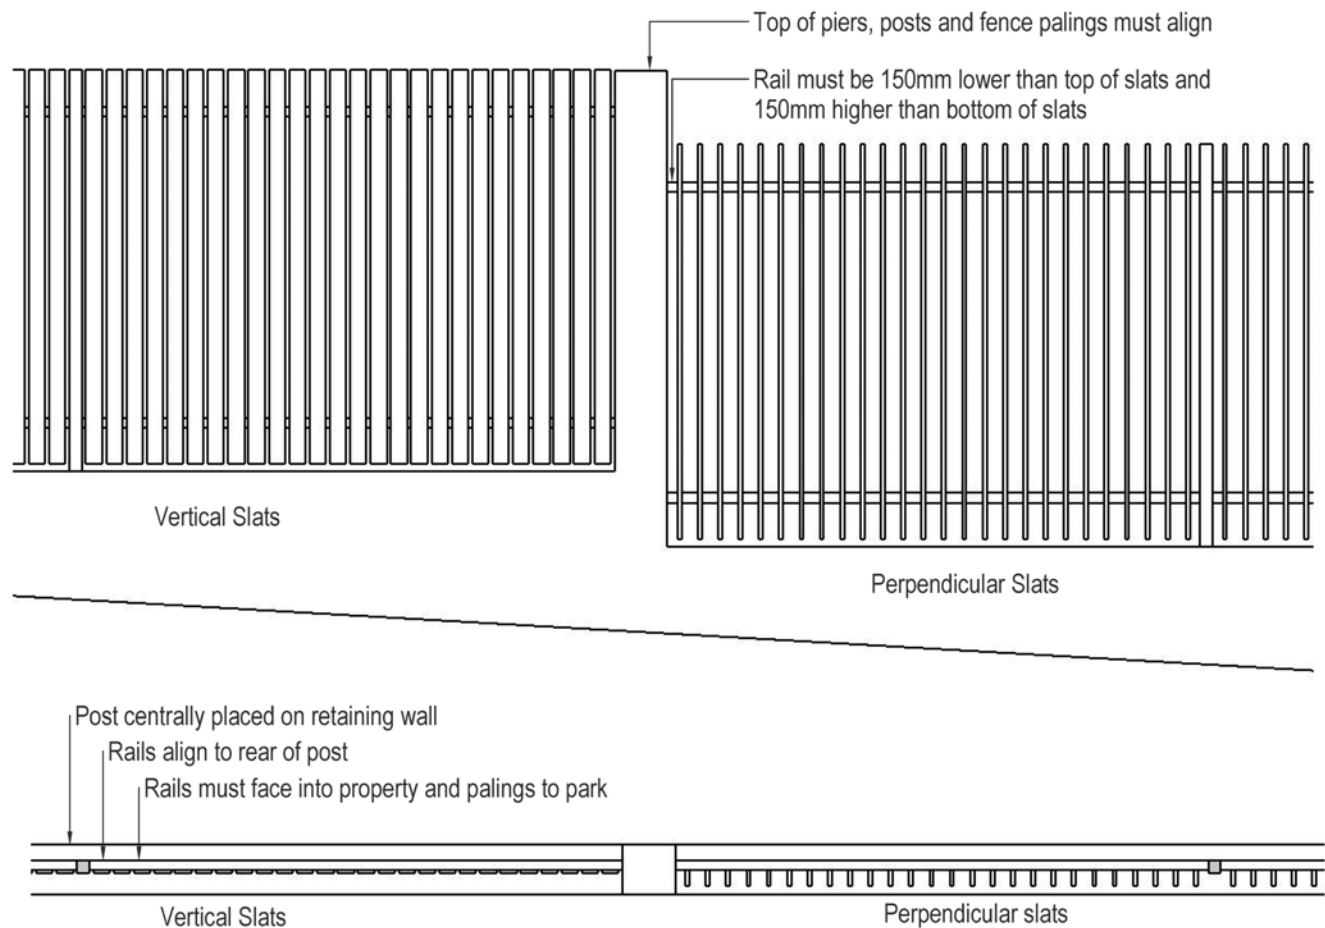 Top of piers, posts and fence palings must align
Rail must be 150mm lower than top of slats and
150mm higher than bottom of slats
Vertical Slats
Perpendicular Slats
Post centrally placed on retaining wall
Rails align to rear of post
Rails must face into property and palings to park
Vertical Slats
Perpendicular slats